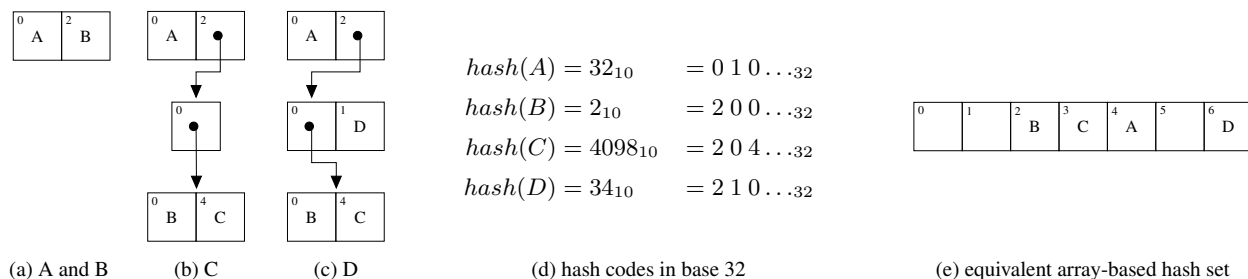 0 2
A B
0 2
A
0
0 4
B C
0 2
A
0 1
D
0 4
B C
hash(A) = 32₁₀ = 0 1 0 ...₃₂
hash(B) = 2₁₀ = 2 0 0 ...₃₂
hash(C) = 4098₁₀ = 2 0 4 ...₃₂
hash(D) = 34₁₀ = 2 1 0 ...₃₂
0 1 2 3 4 5 6
B C A D
(a) A and B
(b) C
(c) D
(d) hash codes in base 32
(e) equivalent array-based hash set